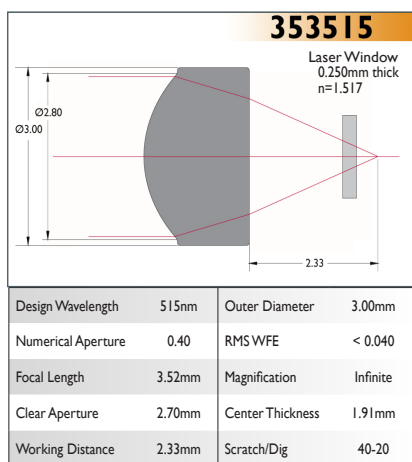 353515
Laser Window
0.250mm thick
n=1.517
Ø2.80
Ø3.00
2.33
Design Wavelength 515nm Outer Diameter 3.00mm
Numerical Aperture 0.40 RMS WFE < 0.040
Focal Length 3.52mm Magnification Infinite
Clear Aperture 2.70mm Center Thickness 1.91mm
Working Distance 2.33mm Scratch/Dig 40-20